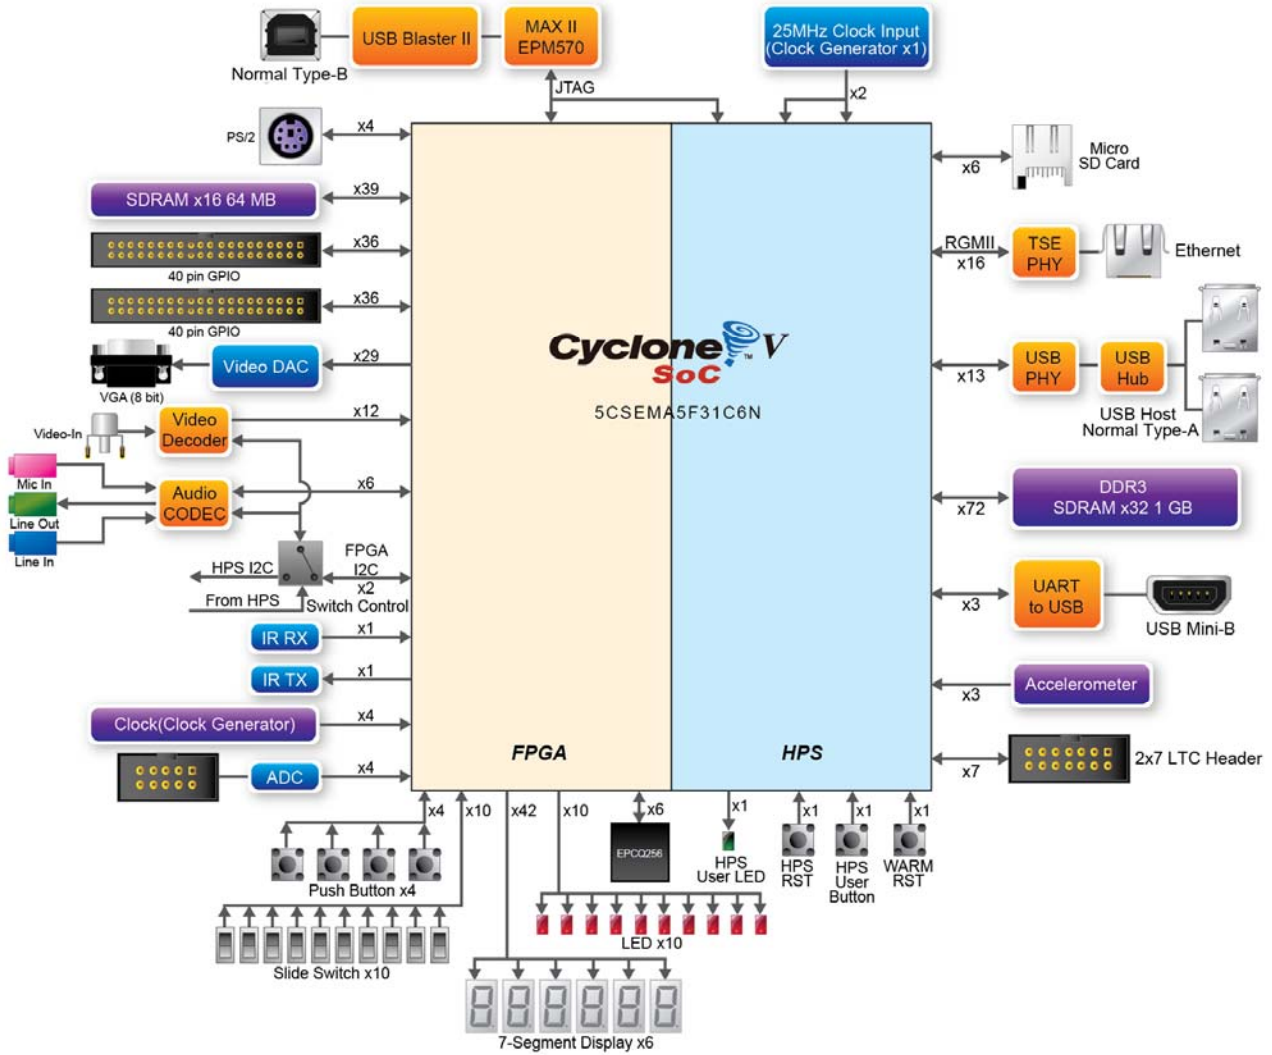 Normal Type-B
USB Blaster II
MAX II
EPM570
JTAG
25MHz Clock Input
(Clock Generator x1)
x2
PS/2
x4
SDRAM x16 64 MB
x39
x36
40 pin GPIO
x36
40 pin GPIO
VGA (8 bit)
Video DAC
x29
Video-In
Video
Decoder
x12
Mic In
Line Out
Line In
Audio
CODEC
x6
HPS I2C
From HPS
FPGA
I2C
x2
Switch Control
IR RX
x1
IR TX
x1
Clock(Clock Generator)
x4
ADC
x4
Cyclone V
TM
SoC
5CSEMA5F31C6N
FPGA
HPS
x6
Micro
SD Card
RGMII
x16
TSE
PHY
Ethernet
x13
USB
PHY
USB
Hub
USB Host
Normal Type-A
x72
DDR3
SDRAM x32 1 GB
x3
UART
to USB
USB Mini-B
x3
Accelerometer
x7
2x7 LTC Header
x4
x10
x42
x10
x6
x1
x1
x1
x1
Push Button x4
Slide Switch x10
EPCQ256
HPS
User LED
HPS
RST
HPS
User
Button
WARM
RST
LED x10
7-Segment Display x6